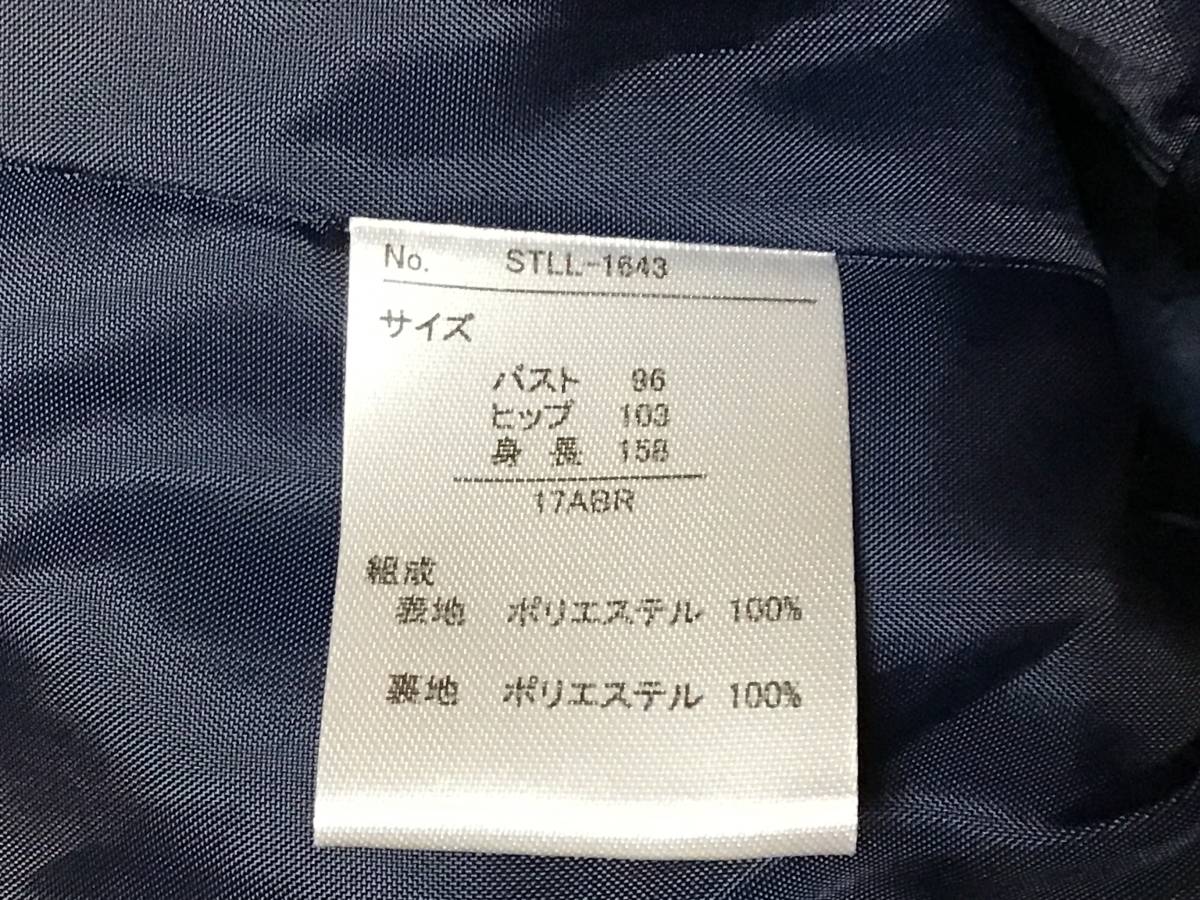 No. STLL-1643
サイズ
バスト 96
ヒップ 103
身長 158
17ABR
組成
表地 ポリエステル 100%
裏地 ポリエステル 100%